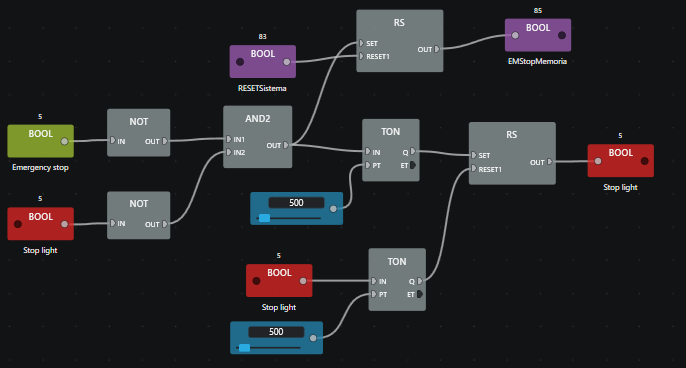 RS
SET
RESET1
OUT
83
BOOL
RESETSistema
85
BOOL
EMStopMemoria
5
BOOL
Emergency stop
NOT
IN
OUT
AND2
IN1
IN2
OUT
TON
IN
PT
Q
ET
RS
SET
RESET1
OUT
5
BOOL
Stop light
5
BOOL
Stop light
NOT
IN
OUT
500
5
BOOL
Stop light
TON
IN
PT
Q
ET
500